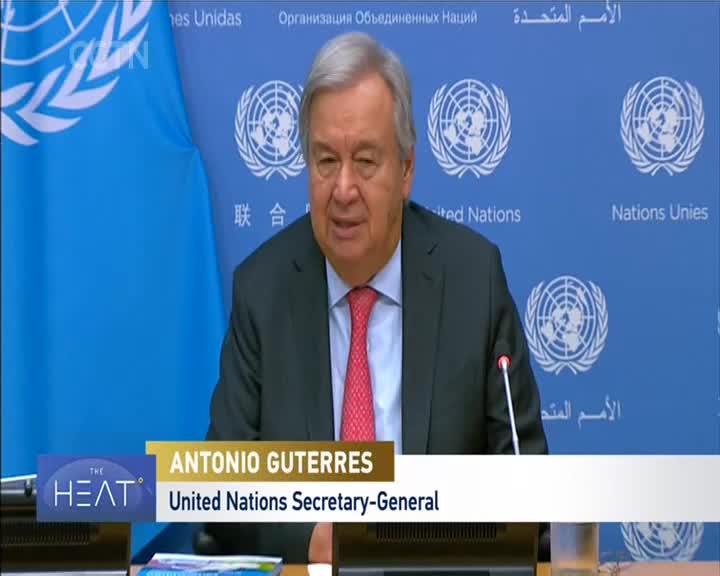 CGTN
es Unidas
Организация Объединенных Наций
الأمم المتحدة
联合
United Nations
Nations Unies
الأمم المتحدة
THE
HEAT
ANTONIO GUTERRES
United Nations Secretary-General